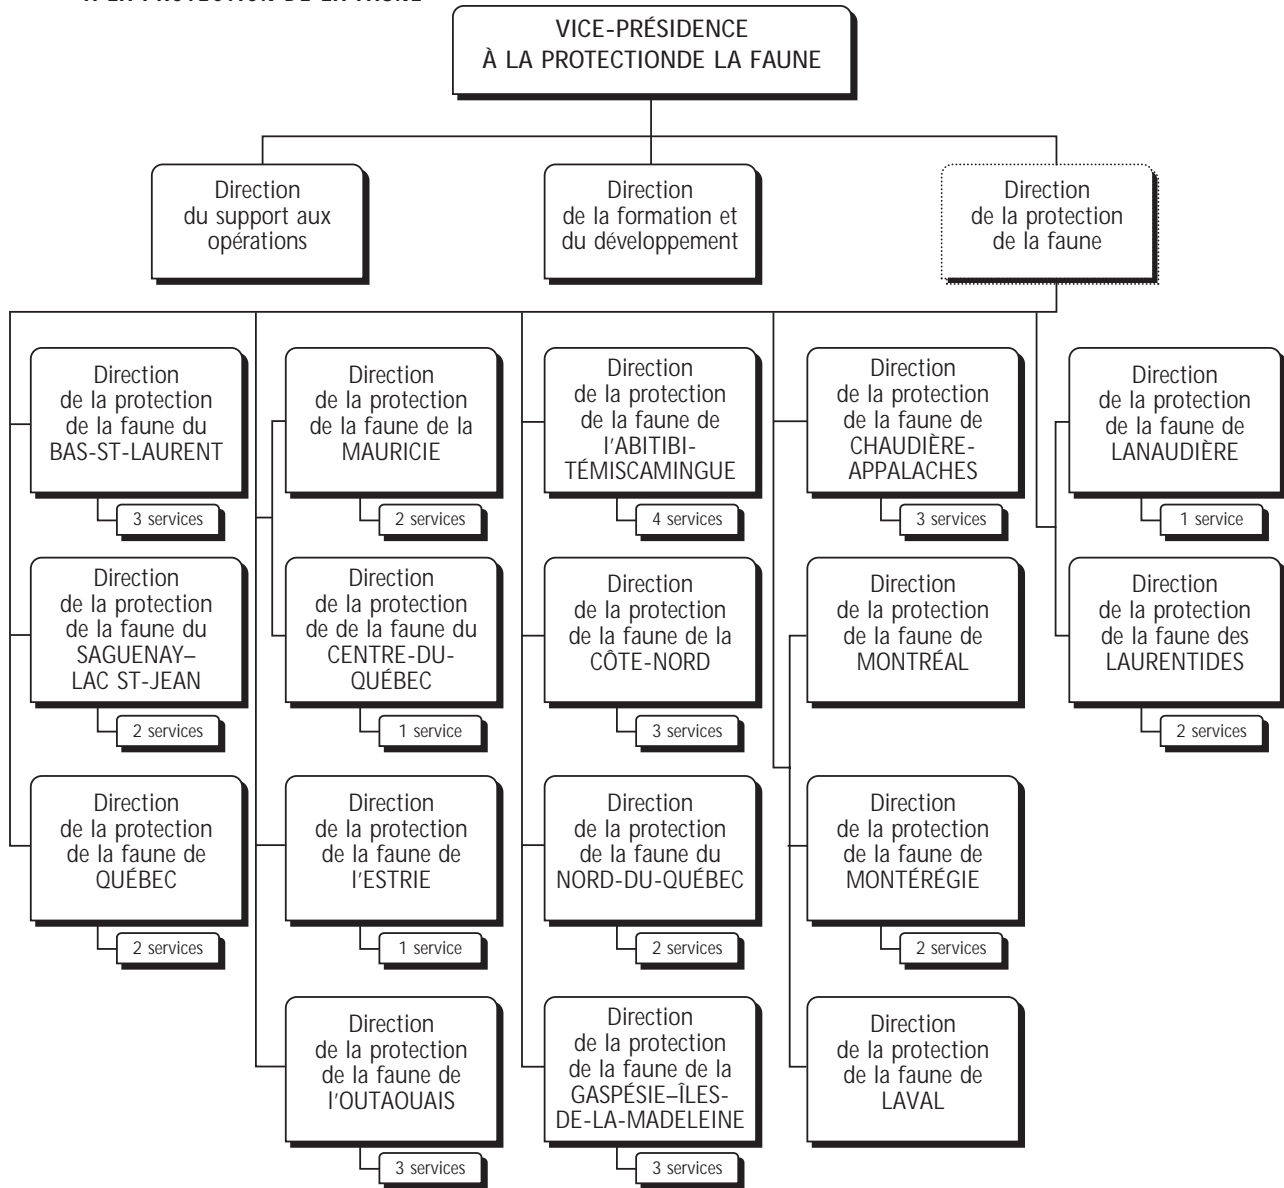 À LA PROTECTION DE LA FAUNE
VICE-PRÉSIDENCE
À LA PROTECTIONDE LA FAUNE
Direction
du support aux
opérations
Direction
de la formation et
du développement
Direction
de la protection
de la faune
Direction
de la protection
de la faune du
BAS-ST-LAURENT
3 services
Direction
de la protection
de la faune de la
MAURICIE
2 services
Direction
de la protection
de la faune de
l'ABITIBI-
TÉMISCAMINGUE
4 services
Direction
de la protection
de la faune de
CHAUDIÈRE-
APPALACHES
3 services
Direction
de la protection
de la faune de
LANAUDIÈRE
1 service
Direction
de la protection
de la faune du
SAGUENAY–
LAC ST-JEAN
2 services
Direction
de la protection
de de la faune du
CENTRE-DU-
QUÉBEC
1 service
Direction
de la protection
de la faune de la
CÔTE-NORD
3 services
Direction
de la protection
de la faune de
MONTRÉAL
Direction
de la protection
de la faune des
LAURENTIDES
2 services
Direction
de la protection
de la faune de
QUÉBEC
2 services
Direction
de la protection
de la faune de
l'ESTRIE
1 service
Direction
de la protection
de la faune du
NORD-DU-QUÉBEC
2 services
Direction
de la protection
de la faune de
MONTÉRÉGIE
2 services
Direction
de la protection
de la faune de
l'OUTAOUAIS
3 services
Direction
de la protection
de la faune de la
GASPÉSIE–ÎLES-
DE-LA-MADELEINE
3 services
Direction
de la protection
de la faune de
LAVAL